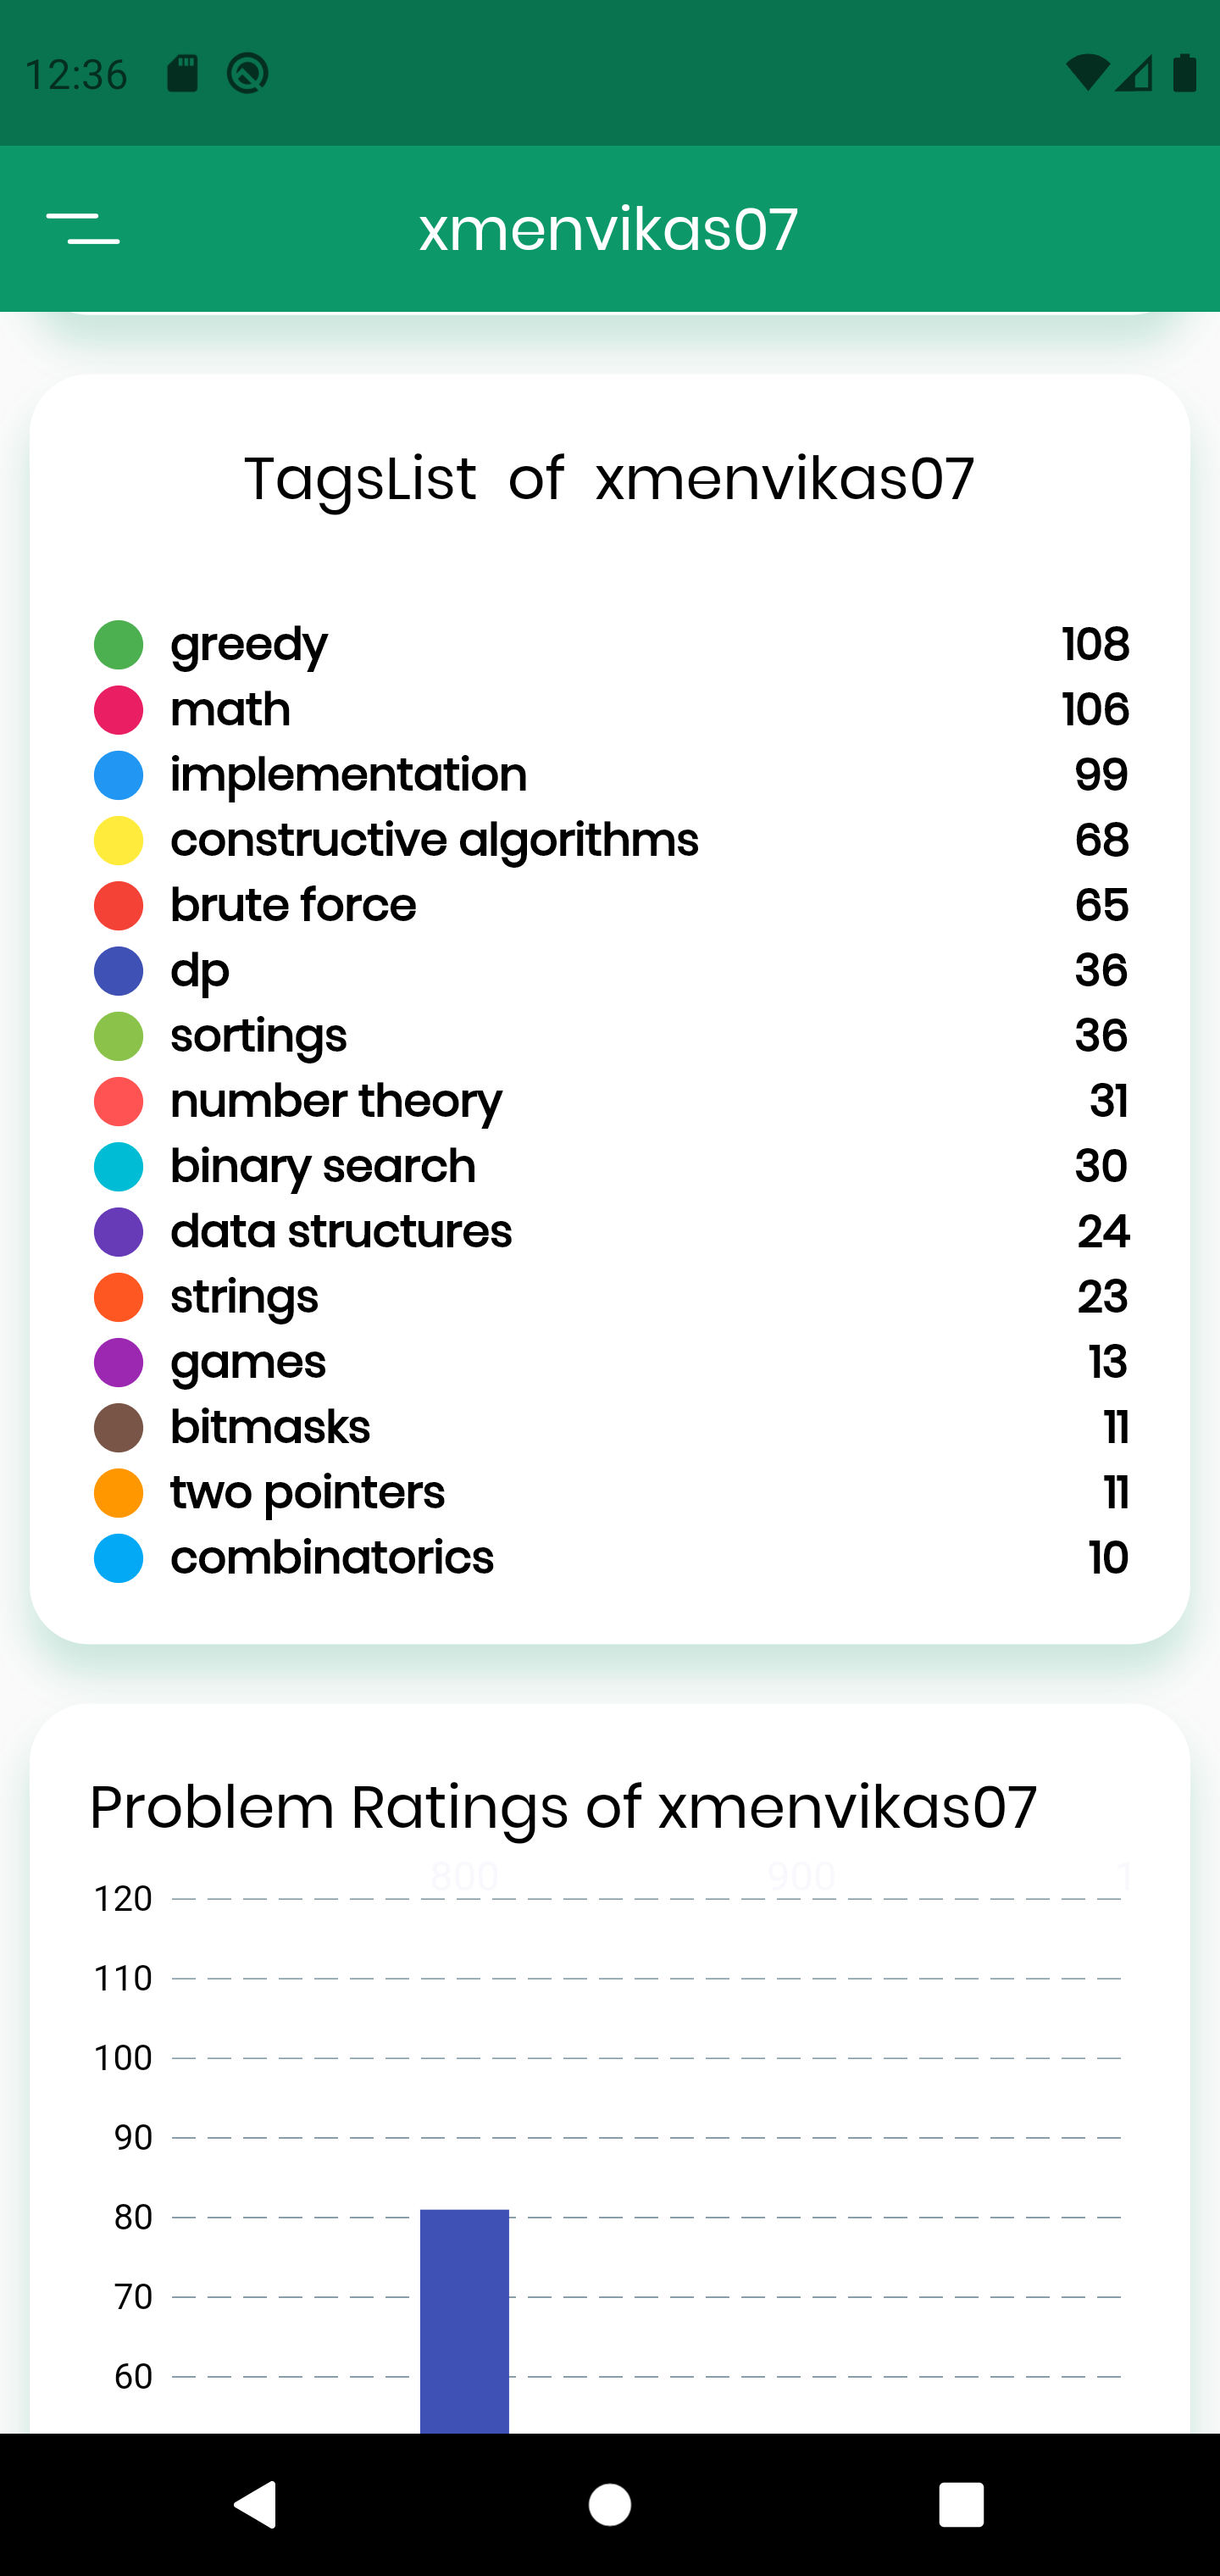 12:36
xmenvikas07
TagsList of xmenvikas07
greedy 108
math 106
implementation 99
constructive algorithms 68
brute force 65
dp 36
sortings 36
number theory 31
binary search 30
data structures 24
strings 23
games 13
bitmasks 11
two pointers 11
combinatorics 10
Problem Ratings of xmenvikas07
800 900 1
120
110
100
90
80
70
60